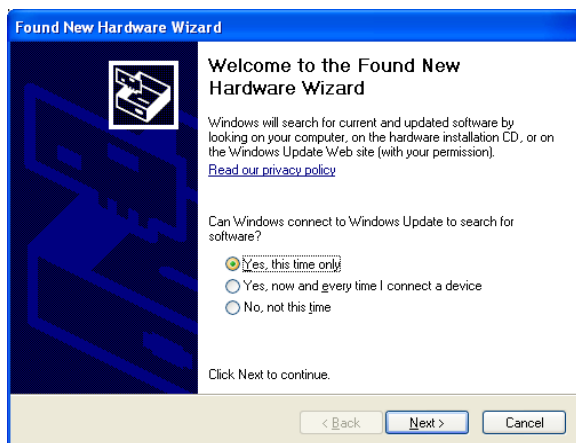 Found New Hardware Wizard
Welcome to the Found New
Hardware Wizard
Windows will search for current and updated software by
looking on your computer, on the hardware installation CD, or on
the Windows Update Web site (with your permission).
Read our privacy policy
Can Windows connect to Windows Update to search for
software?
Yes, this time only
Yes, now and every time I connect a device
No, not this time
Click Next to continue.
< Back
Next >
Cancel